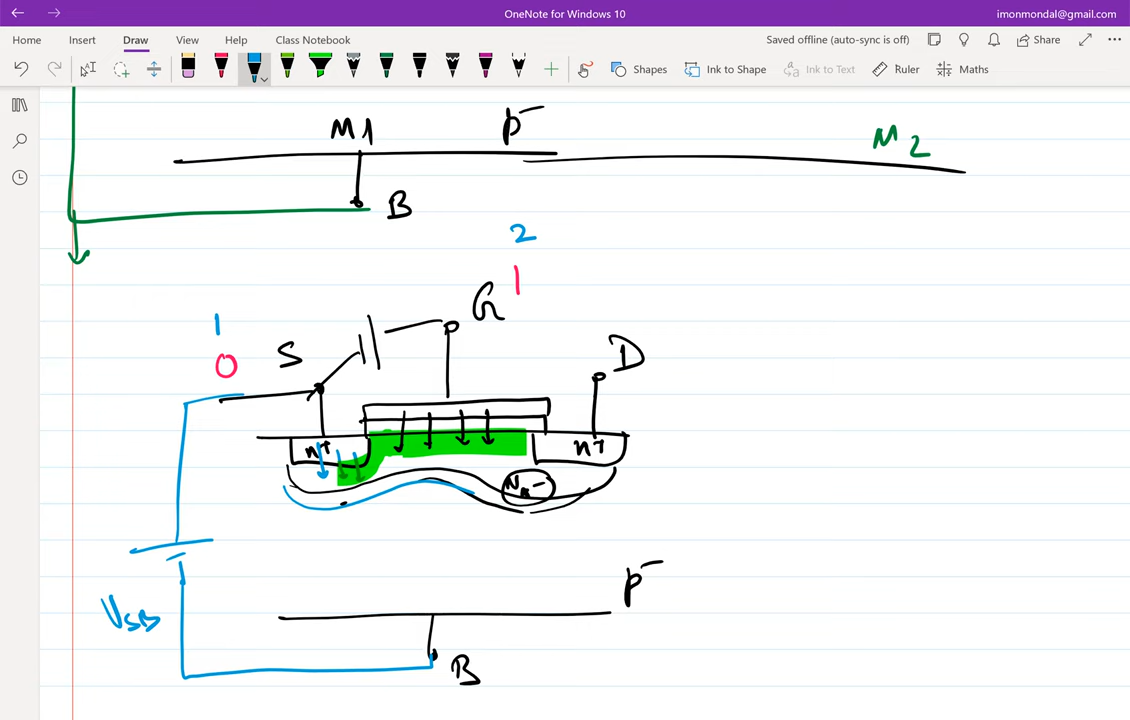 OneNote for Windows 10
imonmondal@gmail.com
Home Insert Draw View Help Class Notebook
Saved offline (auto-sync is off)
Share
Shapes
Ink to Shape
Ink to Text
Ruler
Maths
M1
p-
M2
B
2
1
G
1
0
S
D
n+
n+
NA-
p-
VSB
B